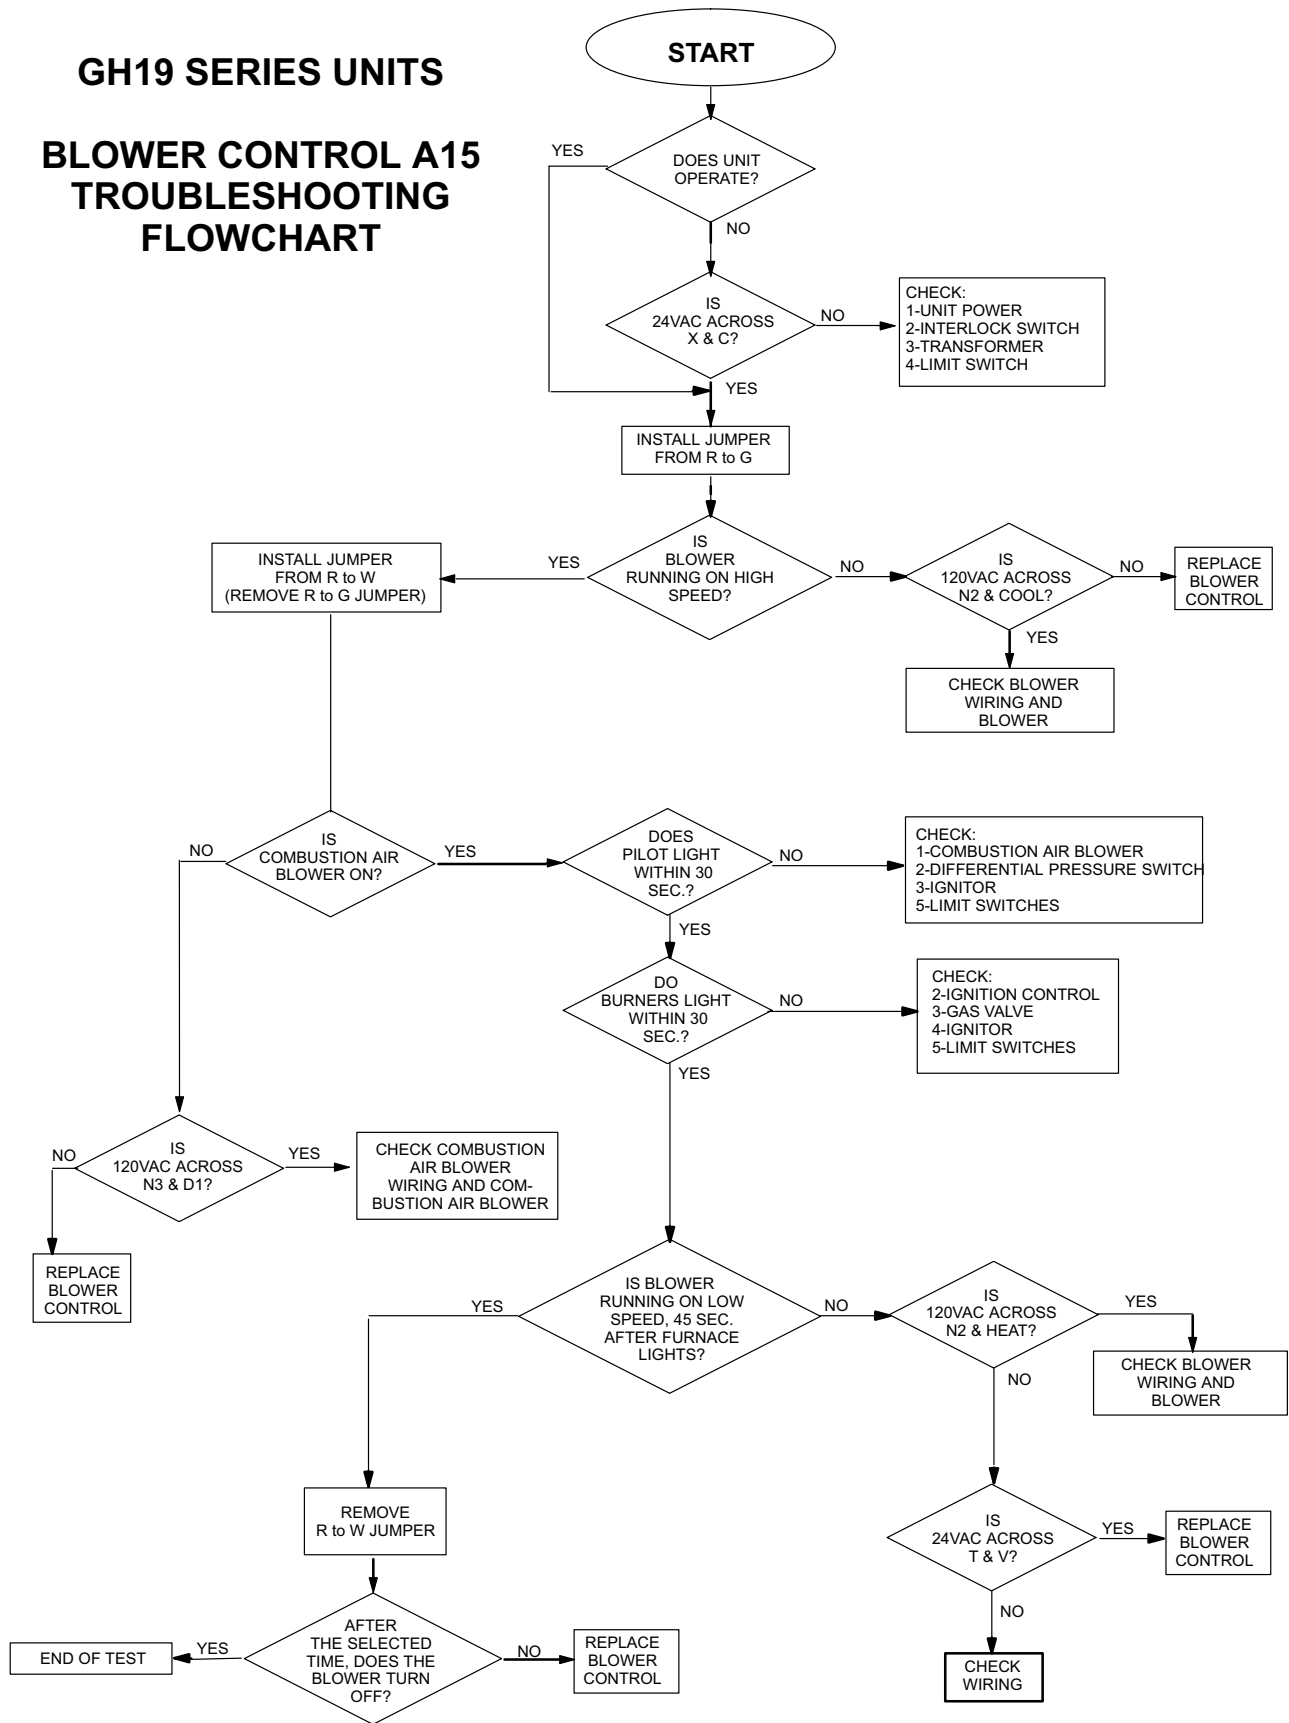 GH19 SERIES UNITS
BLOWER CONTROL A15
TROUBLESHOOTING
FLOWCHART
START
DOES UNIT
OPERATE?
YES
NO
IS
24VAC ACROSS
X & C?
NO
CHECK:
1-UNIT POWER
2-INTERLOCK SWITCH
3-TRANSFORMER
4-LIMIT SWITCH
YES
INSTALL JUMPER
FROM R to G
IS
BLOWER
RUNNING ON HIGH
SPEED?
YES
INSTALL JUMPER
FROM R to W
(REMOVE R to G JUMPER)
NO
IS
120VAC ACROSS
N2 & COOL?
NO
REPLACE
BLOWER
CONTROL
YES
CHECK BLOWER
WIRING AND
BLOWER
IS
COMBUSTION AIR
BLOWER ON?
NO
YES
DOES
PILOT LIGHT
WITHIN 30
SEC.?
NO
CHECK:
1-COMBUSTION AIR BLOWER
2-DIFFERENTIAL PRESSURE SWITCH
3-IGNITOR
5-LIMIT SWITCHES
YES
DO
BURNERS LIGHT
WITHIN 30
SEC.?
NO
CHECK:
2-IGNITION CONTROL
3-GAS VALVE
4-IGNITOR
5-LIMIT SWITCHES
YES
IS
120VAC ACROSS
N3 & D1?
NO
YES
CHECK COMBUSTION
AIR BLOWER
WIRING AND COM-
BUSTION AIR BLOWER
REPLACE
BLOWER
CONTROL
IS BLOWER
RUNNING ON LOW
SPEED, 45 SEC.
AFTER FURNACE
LIGHTS?
YES
NO
IS
120VAC ACROSS
N2 & HEAT?
YES
CHECK BLOWER
WIRING AND
BLOWER
NO
IS
24VAC ACROSS
T & V?
YES
REPLACE
BLOWER
CONTROL
NO
CHECK
WIRING
REMOVE
R to W JUMPER
AFTER
THE SELECTED
TIME, DOES THE
BLOWER TURN
OFF?
YES
END OF TEST
NO
REPLACE
BLOWER
CONTROL